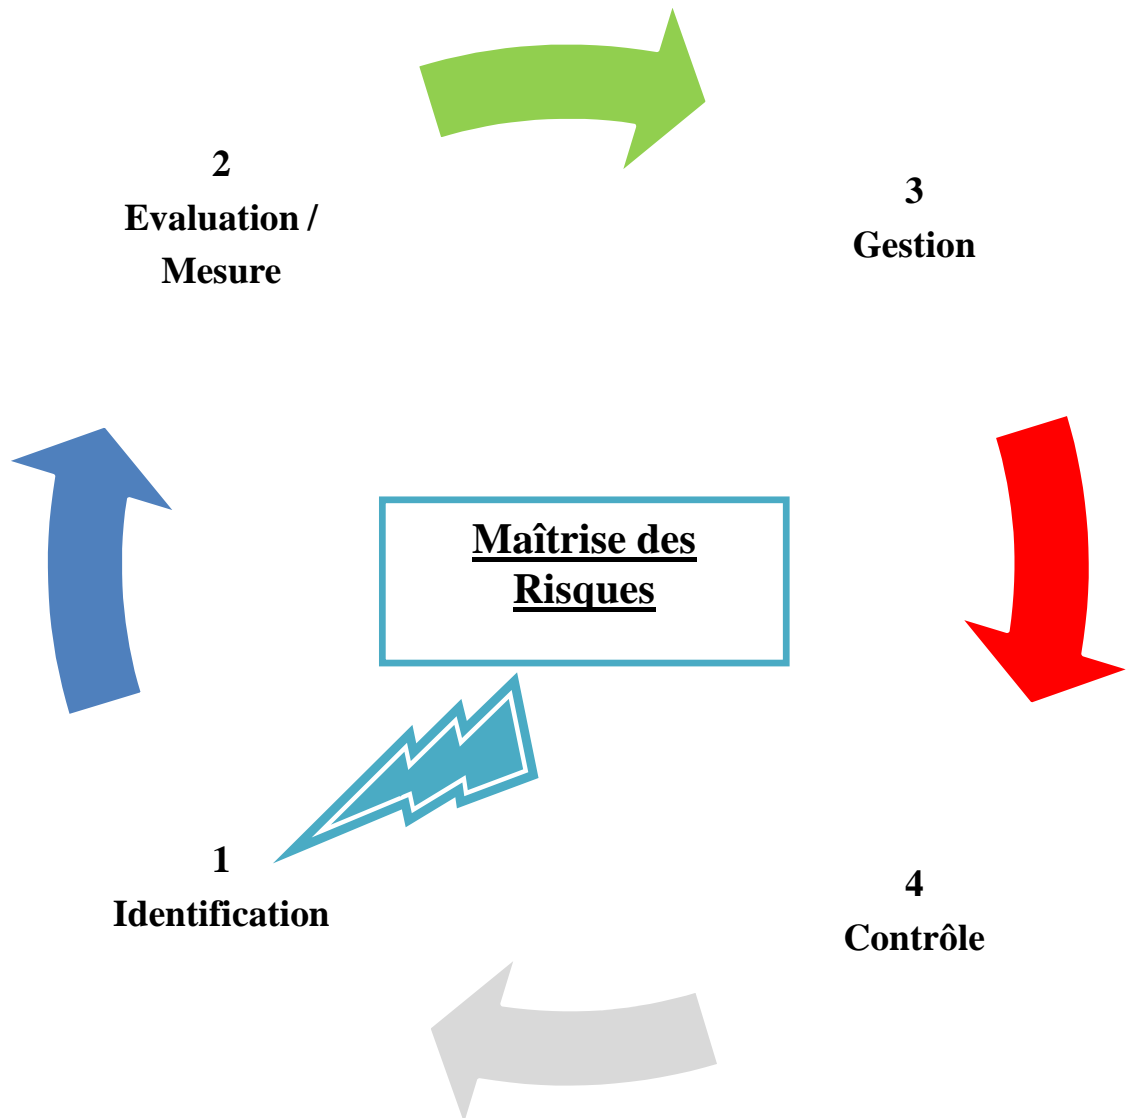 2
Evaluation /
Mesure
3
Gestion
Maîtrise des
Risques
1
Identification
4
Contrôle